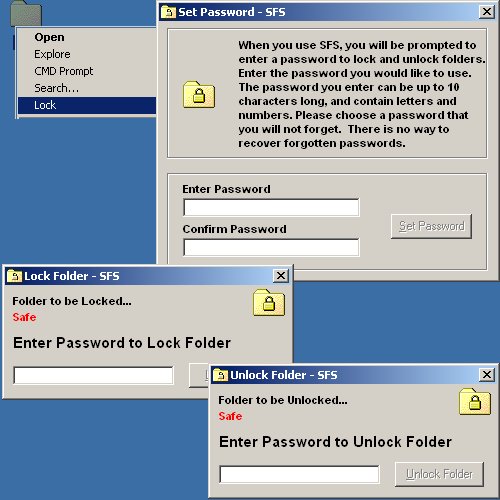 Open
Explore
CMD Prompt
Search...
Lock
Set Password - SFS
When you use SFS, you will be prompted
to enter a password to lock and unlock folders.
Enter the password you would like to use.
The password you enter can be up to 10
characters long, and contain letters and
numbers. Please choose a password that
you will not forget. There is no way to
recover forgotten passwords.
Enter Password
Confirm Password
Set Password
Lock Folder - SFS
Folder to be Locked...
Safe
Enter Password to Lock Folder
Unlock Folder - SFS
Folder to be Unlocked...
Safe
Enter Password to Unlock Folder
Unlock Folder